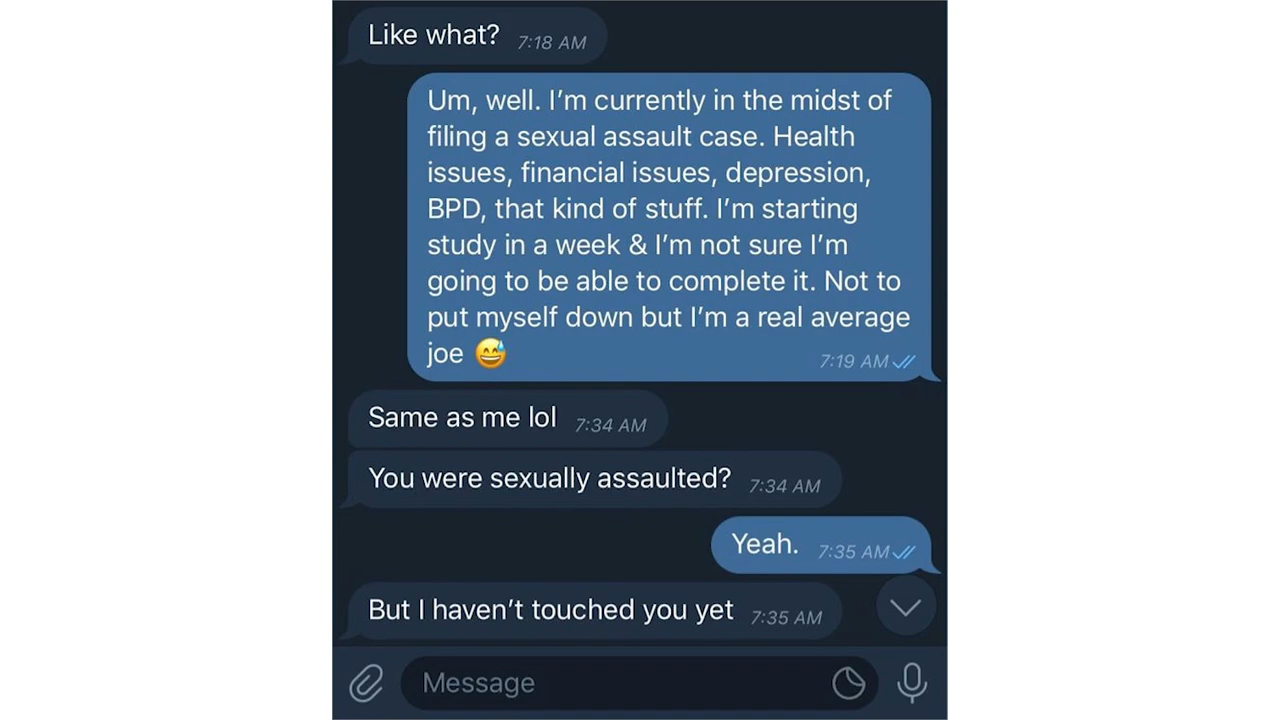 Like what? 7:18 AM
Um, well. I’m currently in the midst of
filing a sexual assault case. Health
issues, financial issues, depression,
BPD, that kind of stuff. I’m starting
study in a week & I’m not sure I’m
going to be able to complete it. Not to
put myself down but I’m a real average
joe 😅 7:19 AM
Same as me lol 7:34 AM
You were sexually assaulted? 7:34 AM
Yeah. 7:35 AM
But I haven’t touched you yet 7:35 AM
Message